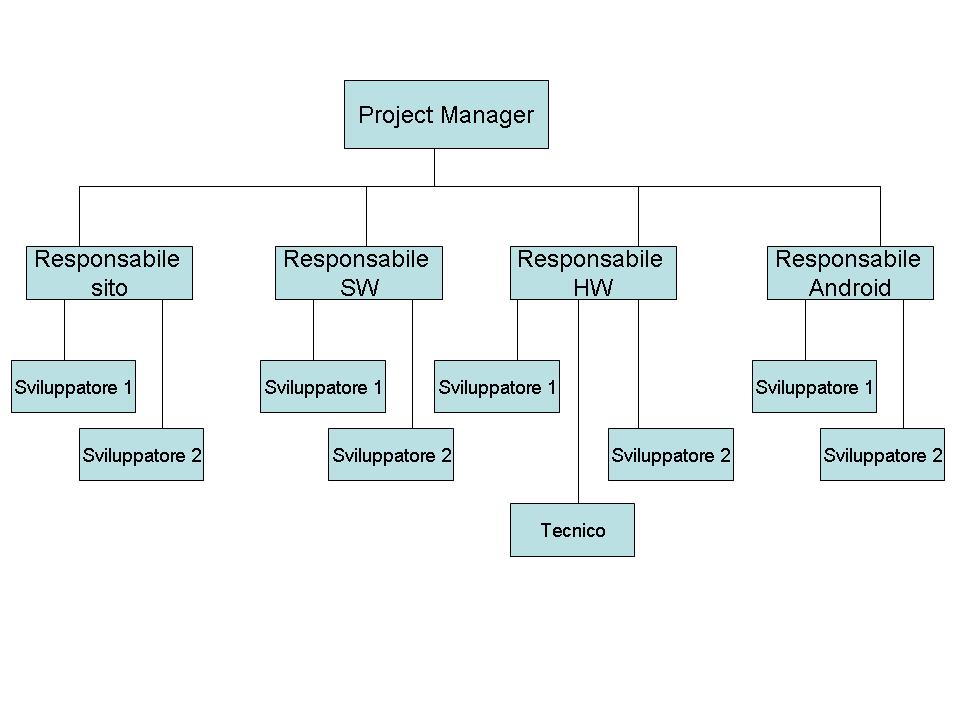 Project Manager
Responsabile
sito
Responsabile
SW
Responsabile
HW
Responsabile
Android
Sviluppatore 1
Sviluppatore 1
Sviluppatore 1
Sviluppatore 1
Sviluppatore 2
Sviluppatore 2
Sviluppatore 2
Sviluppatore 2
Tecnico